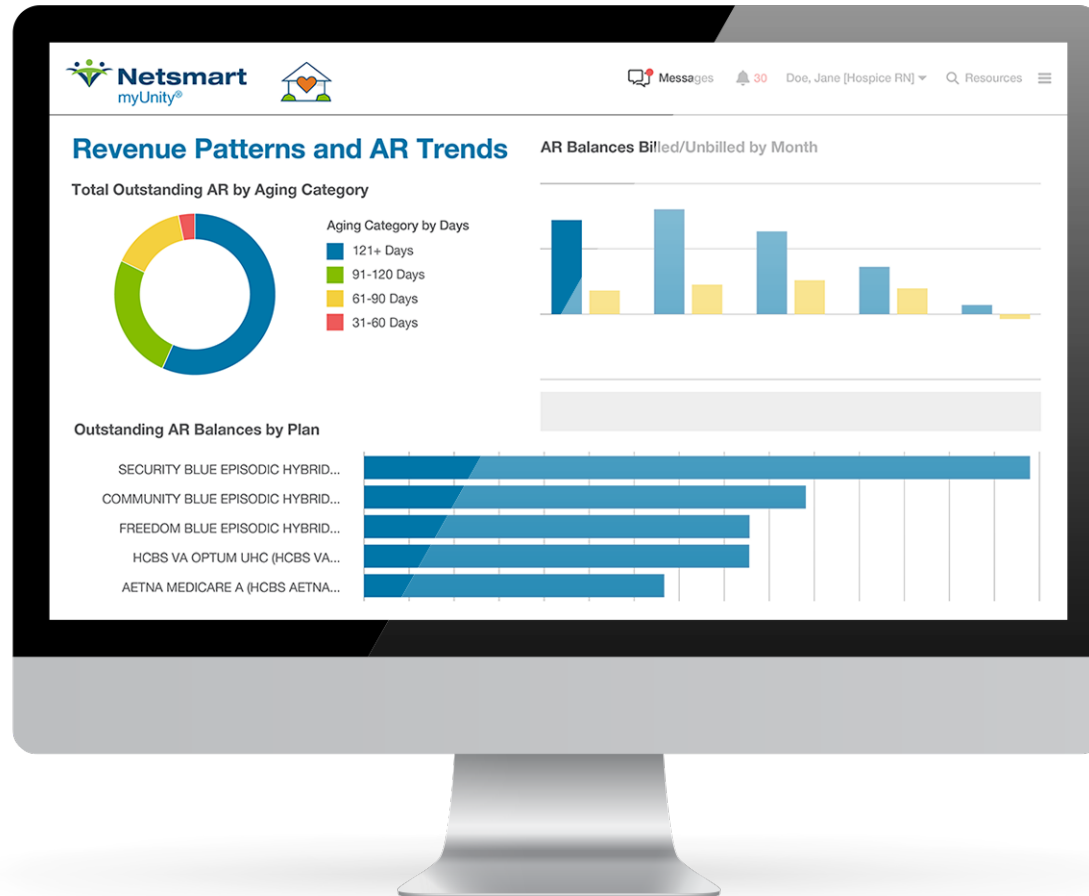 Netsmart
myUnity®
Messages 30 Doe, Jane [Hospice RN] Resources
Revenue Patterns and AR Trends
Total Outstanding AR by Aging Category
Aging Category by Days
121+ Days
91-120 Days
61-90 Days
31-60 Days
AR Balances Billed/Unbilled by Month
Outstanding AR Balances by Plan
SECURITY BLUE EPISODIC HYBRID...
COMMUNITY BLUE EPISODIC HYBRID...
FREEDOM BLUE EPISODIC HYBRID...
HCBS VA OPTUM UHC (HCBS VA...
AETNA MEDICARE A (HCBS AETNA...